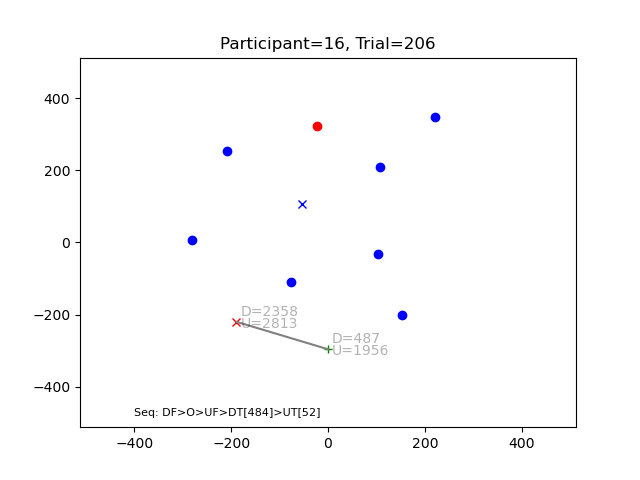 Participant=16, Trial=206
400
200
0
−200
−400
D=2358
U=2813
D=487
U=1956
Seq: DF>O>UF>DT[484]>UT[52]
−400
−200
0
200
400